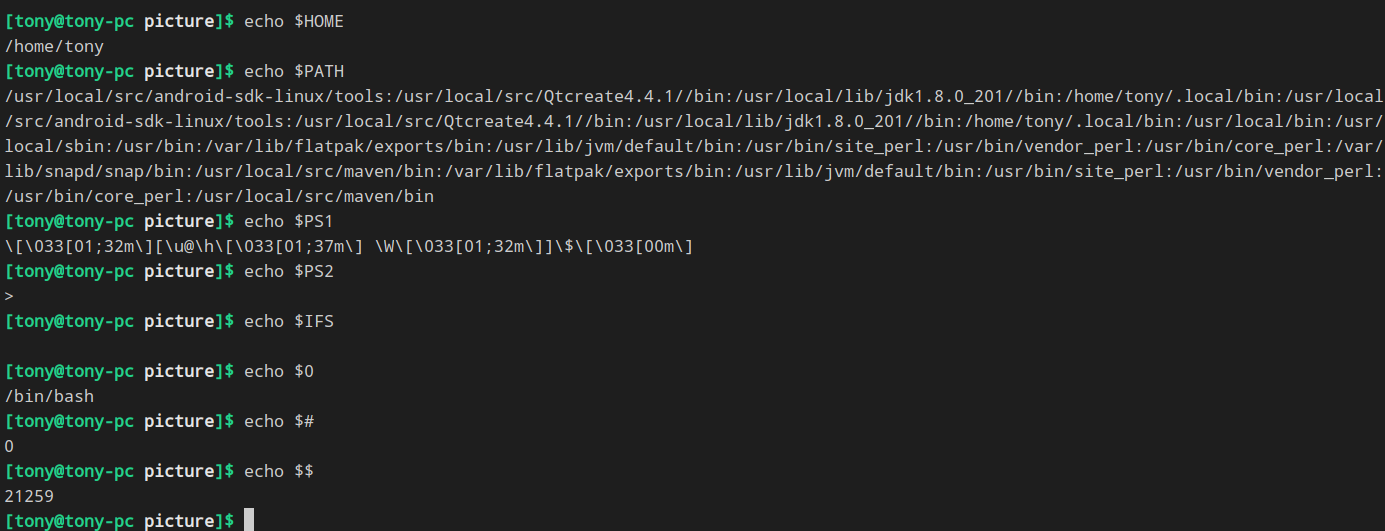 [tony@tony-pc picture]$ echo $HOME
/home/tony
[tony@tony-pc picture]$ echo $PATH
/usr/local/src/android-sdk-linux/tools:/usr/local/src/Qtcreate4.4.1//bin:/usr/local/lib/jdk1.8.0_201//bin:/home/tony/.local/bin:/usr/local
/src/android-sdk-linux/tools:/usr/local/src/Qtcreate4.4.1//bin:/usr/local/lib/jdk1.8.0_201//bin:/home/tony/.local/bin:/usr/local/bin:/usr/
local/sbin:/usr/bin:/var/lib/flatpak/exports/bin:/usr/lib/jvm/default/bin:/usr/bin/site_perl:/usr/bin/vendor_perl:/usr/bin/core_perl:/var/
lib/snapd/snap/bin:/usr/local/src/maven/bin:/var/lib/flatpak/exports/bin:/usr/lib/jvm/default/bin:/usr/bin/site_perl:/usr/bin/vendor_perl:
/usr/bin/core_perl:/usr/local/src/maven/bin
[tony@tony-pc picture]$ echo $PS1
\[\033[01;32m\][\u@\h\[\033[01;37m\] \W\[\033[01;32m\]]\$\[\033[00m\]
[tony@tony-pc picture]$ echo $PS2
>
[tony@tony-pc picture]$ echo $IFS

[tony@tony-pc picture]$ echo $0
/bin/bash
[tony@tony-pc picture]$ echo $#
0
[tony@tony-pc picture]$ echo $$
21259
[tony@tony-pc picture]$